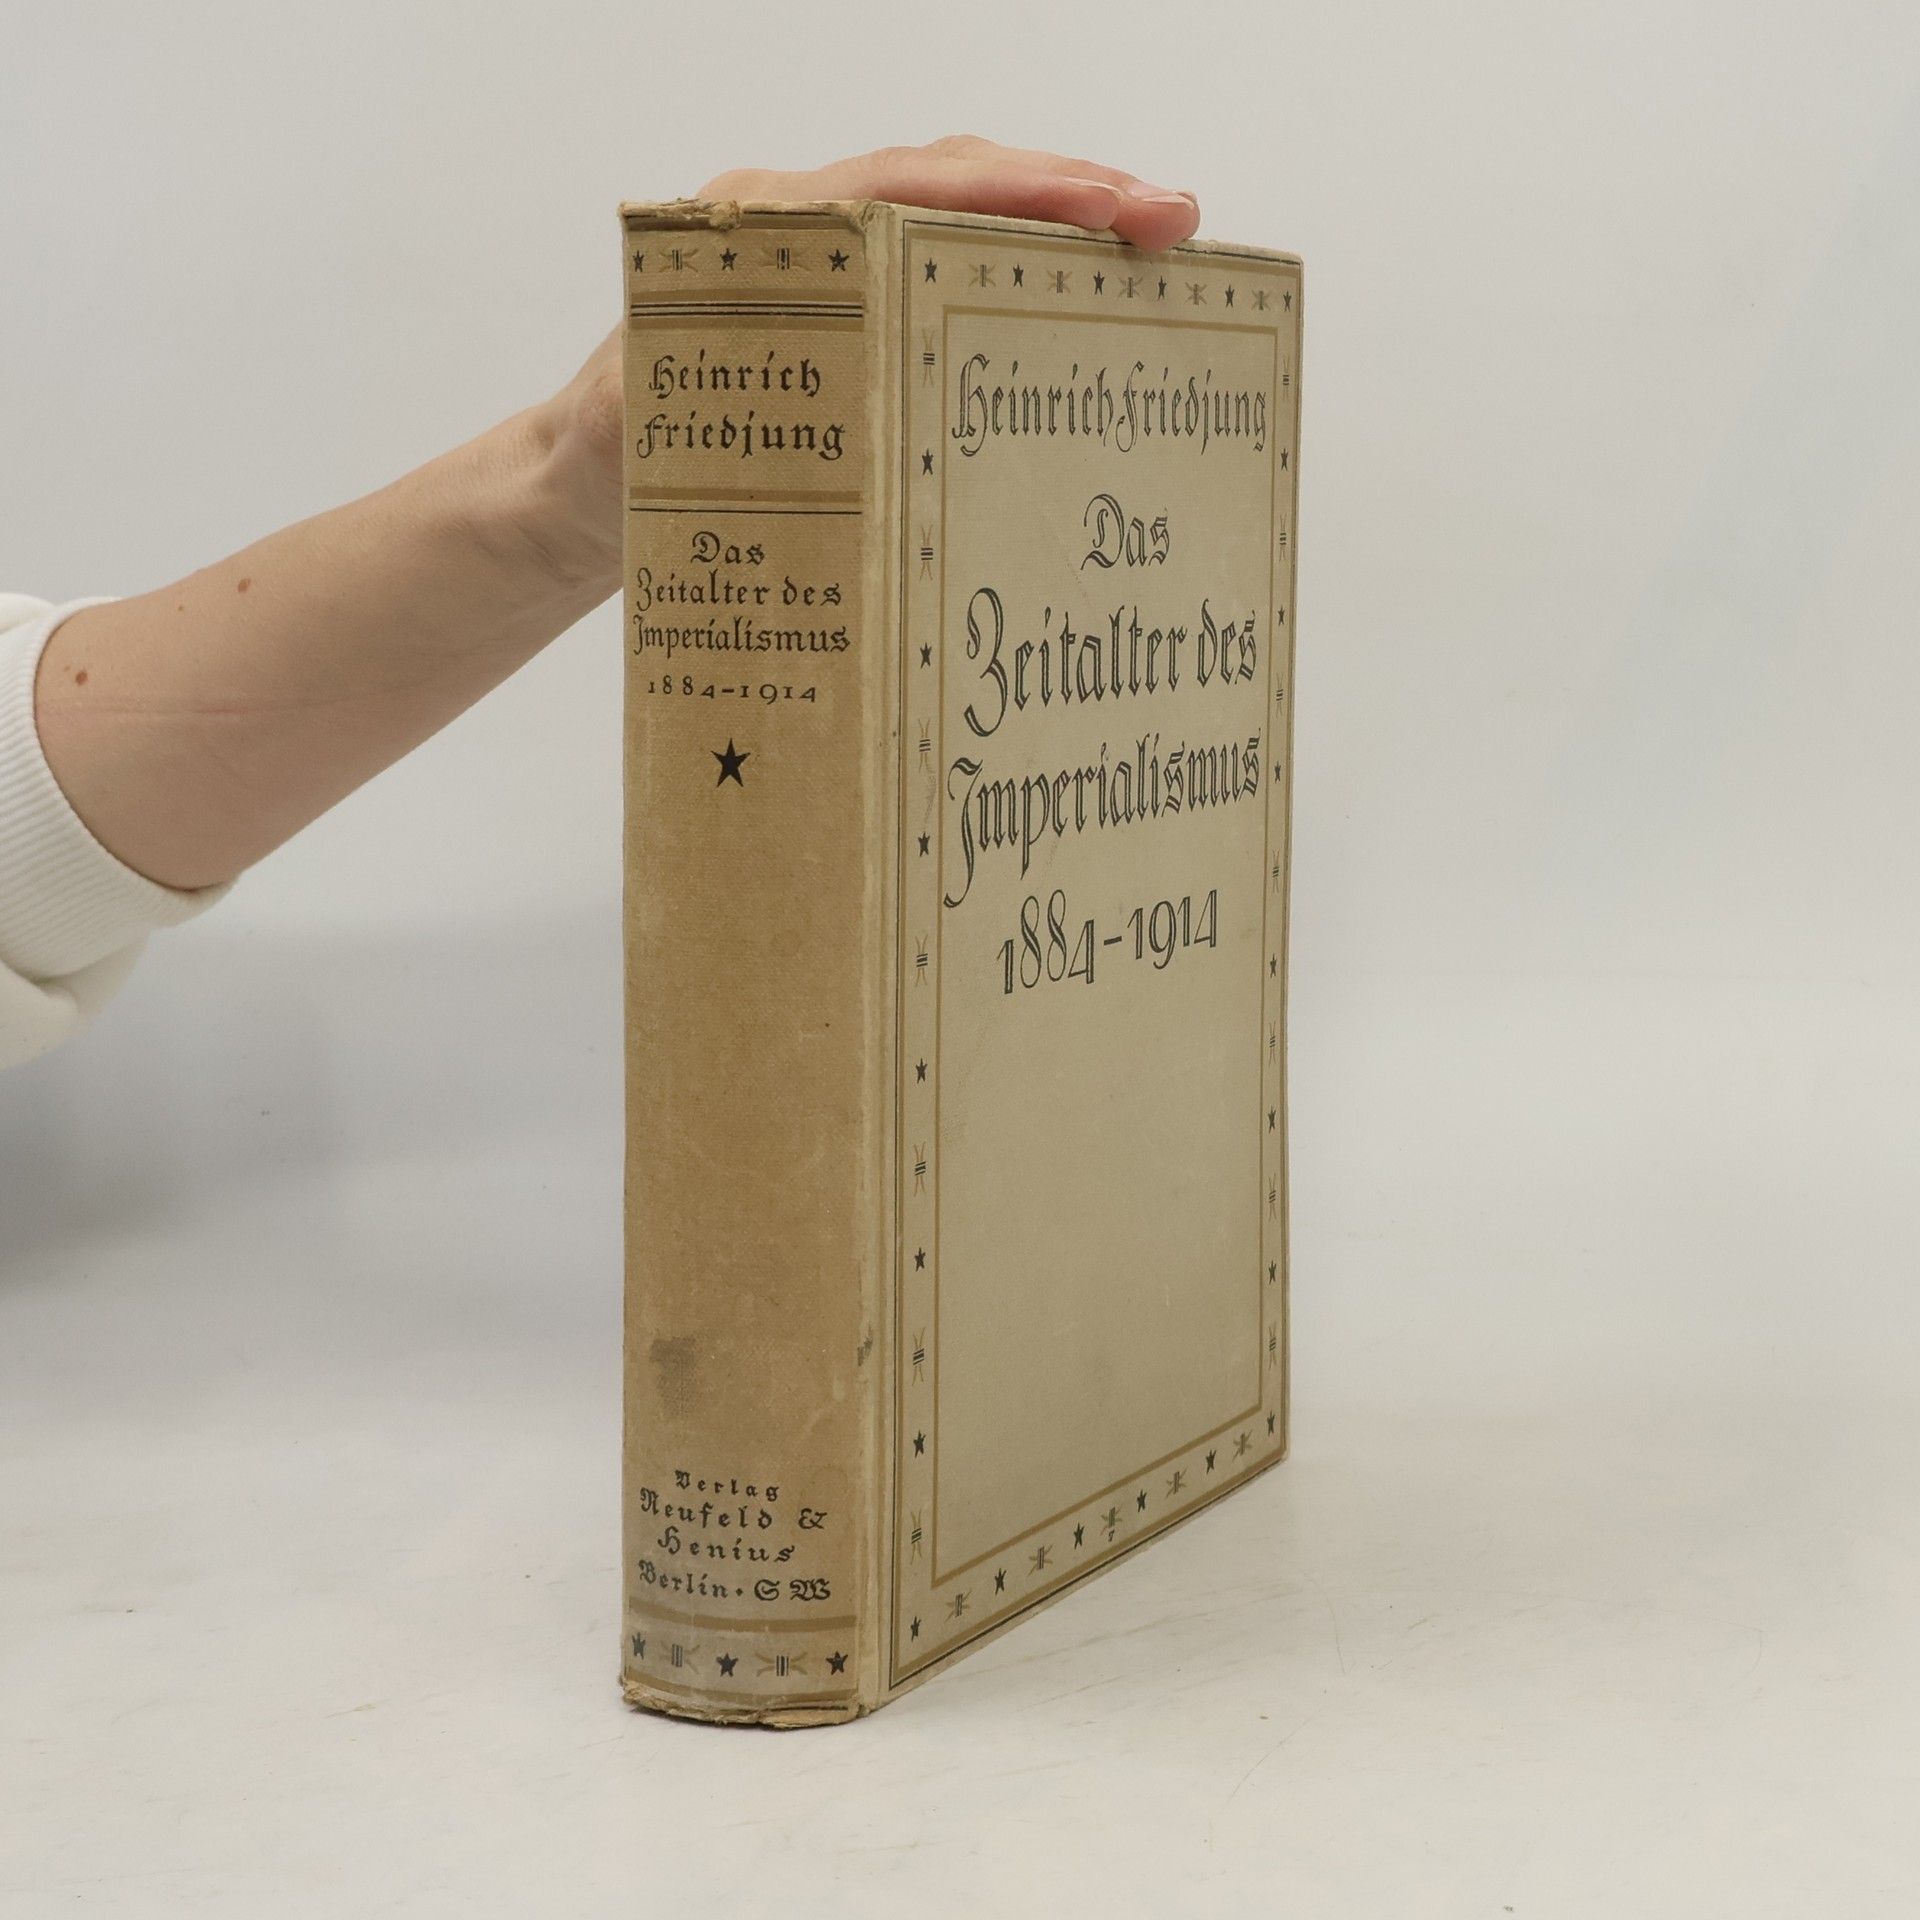 Heinrich
Friedjung
Das
Zeitalter des
Imperialismus
1884-1914
Verlag
Neufeld &
Henius
Berlin · SW
Heinrich Friedjung
Das
Zeitalter des
Imperialismus
1884-1914